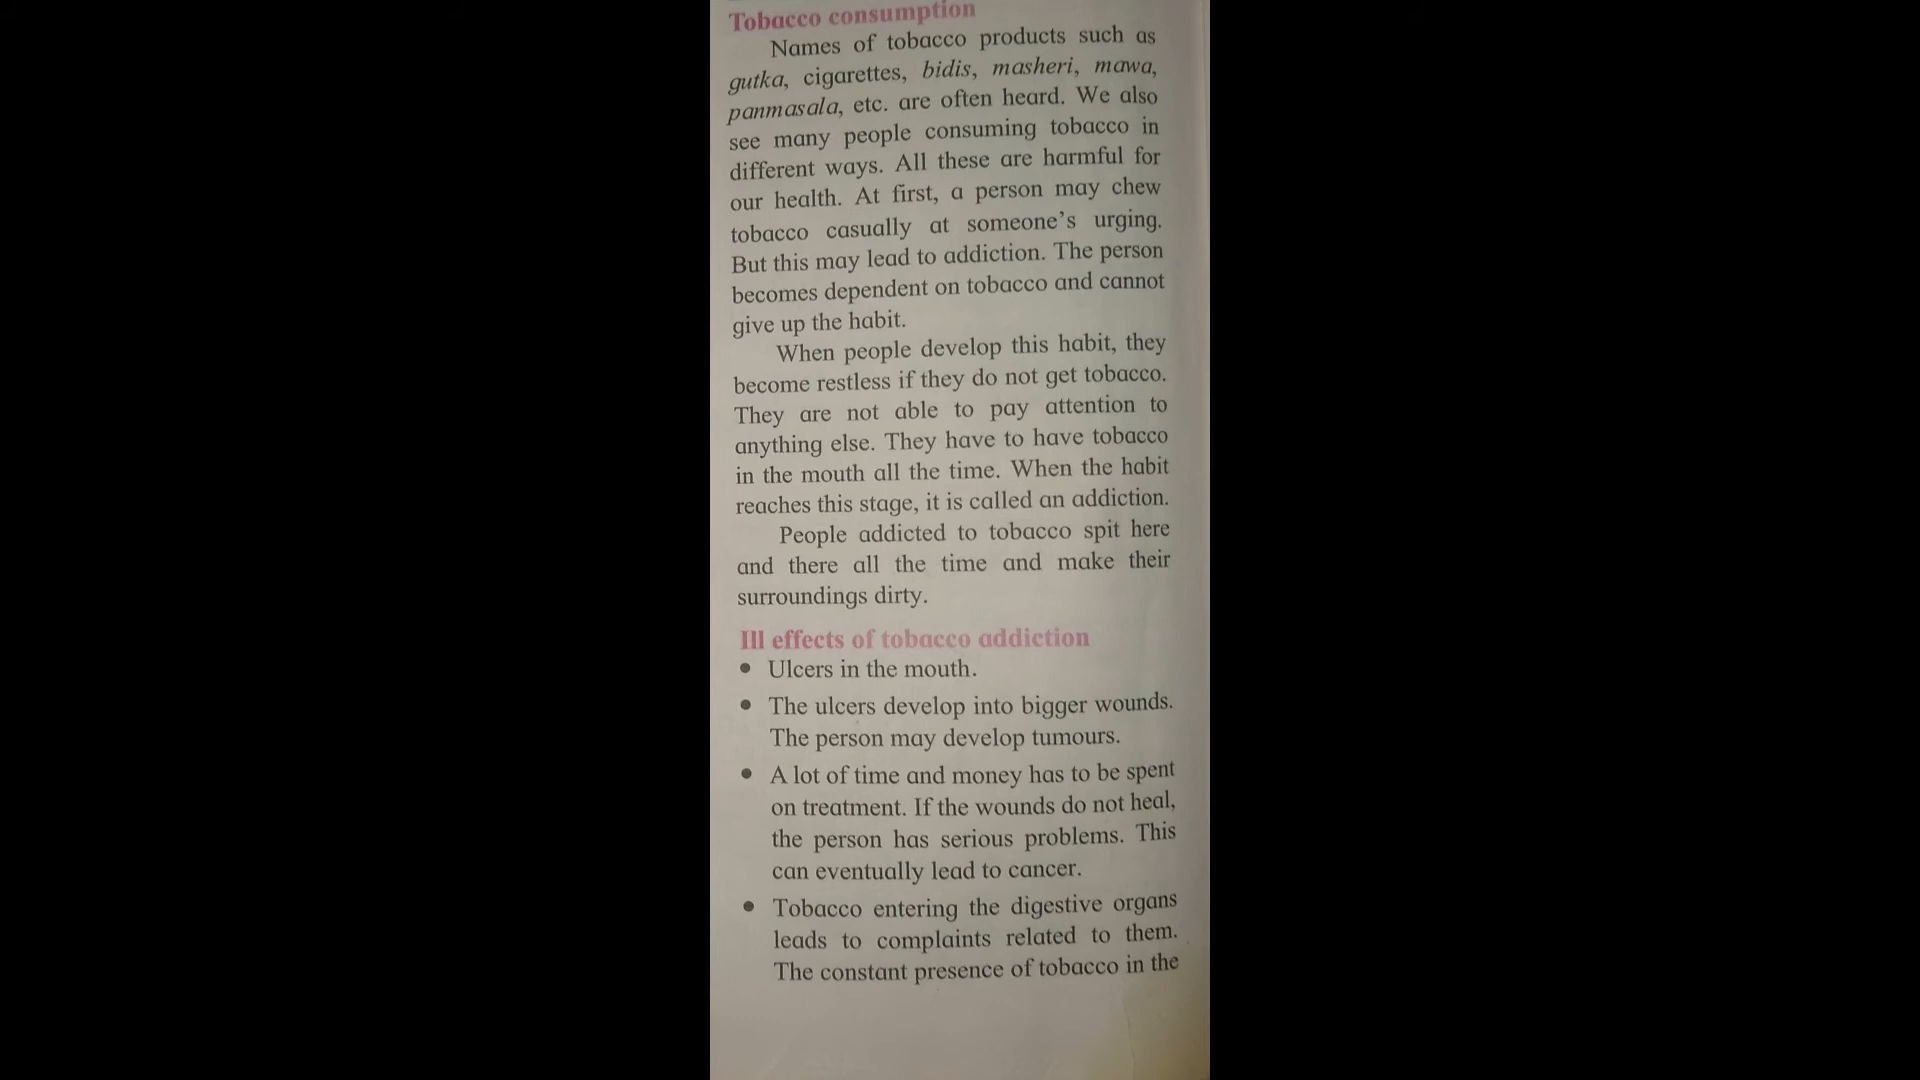 Tobacco consumption
Names of tobacco products such as
gutka, cigarettes, bidis, masheri, mawa,
panmasala, etc. are often heard. We also
see many people consuming tobacco in
different ways. All these are harmful for
our health. At first, a person may chew
tobacco casually at someone's urging.
But this may lead to addiction. The person
becomes dependent on tobacco and cannot
give up the habit.
When people develop this habit, they
become restless if they do not get tobacco.
They are not able to pay attention to
anything else. They have to have tobacco
in the mouth all the time. When the habit
reaches this stage, it is called an addiction.
People addicted to tobacco spit here
and there all the time and make their
surroundings dirty.
Ill effects of tobacco addiction
• Ulcers in the mouth.
• The ulcers develop into bigger wounds.
The person may develop tumours.
• A lot of time and money has to be spent
on treatment. If the wounds do not heal,
the person has serious problems. This
can eventually lead to cancer.
• Tobacco entering the digestive organs
leads to complaints related to them.
The constant presence of tobacco in the